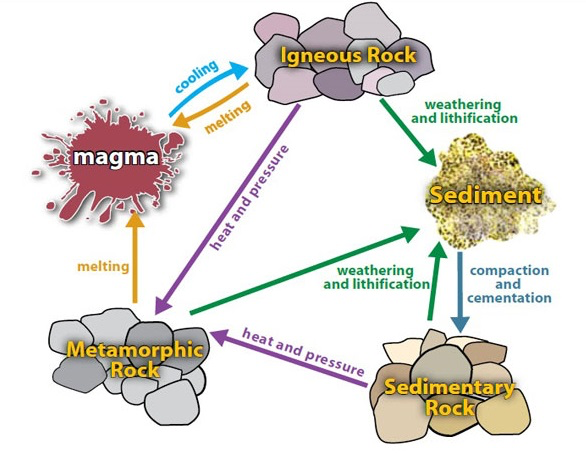 Igneous Rock
cooling
melting
weathering
and lithification
magma
heat and pressure
Sediment
melting
weathering
and lithification
compaction
and
cementation
Metamorphic
Rock
heat and pressure
Sedimentary
Rock